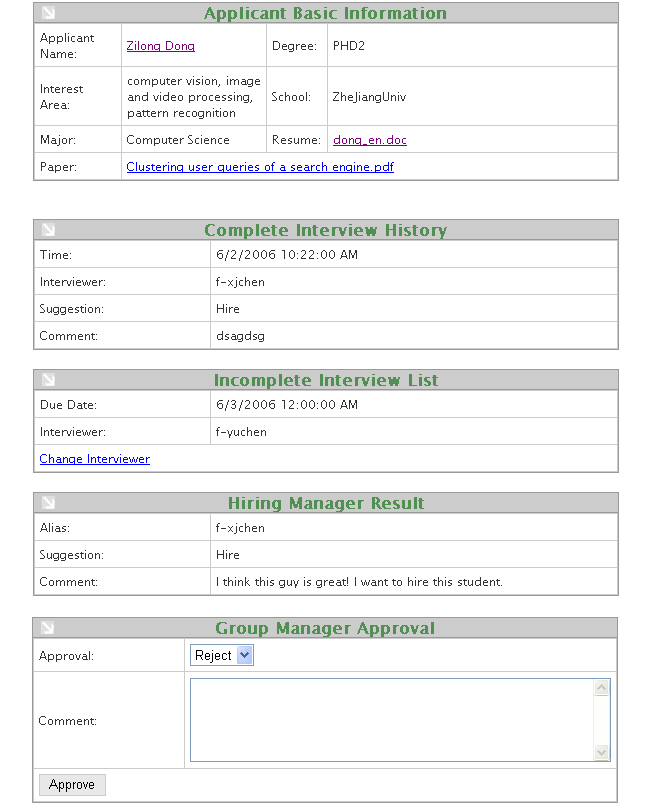 Applicant Basic Information
Applicant Name: Zilong Dong Degree: PHD2
Interest Area: computer vision, image and video processing, pattern recognition School: ZheJiangUniv
Major: Computer Science Resume: dong_en.doc
Paper: Clustering user queries of a search engine.pdf
Complete Interview History
Time: 6/2/2006 10:22:00 AM
Interviewer: f-xjchen
Suggestion: Hire
Comment: dsagdsg
Incomplete Interview List
Due Date: 6/3/2006 12:00:00 AM
Interviewer: f-yuchen
Change Interviewer
Hiring Manager Result
Alias: f-xjchen
Suggestion: Hire
Comment: I think this guy is great! I want to hire this student.
Group Manager Approval
Approval: Reject
Comment:
Approve